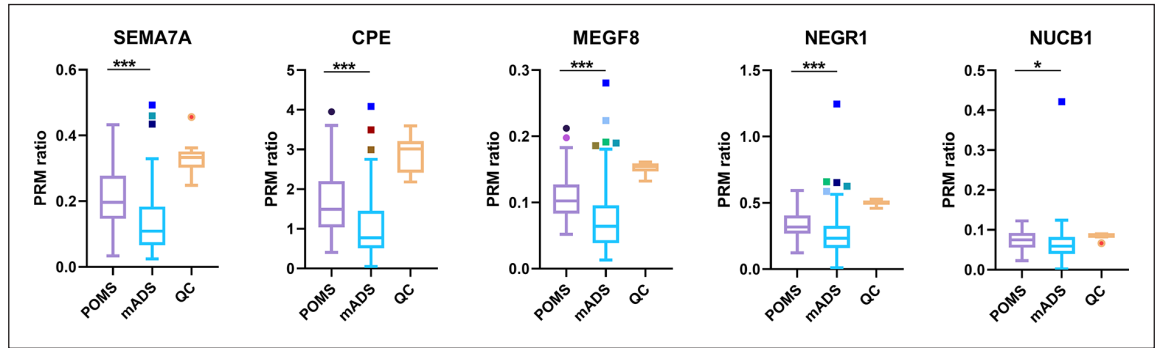 SEMA7A
CPE
MEGF8
NEGR1
NUCB1
***
***
***
***
*
PRM ratio
0.6
0.4
0.2
0.0
POMS
mADS
QC
PRM ratio
5
4
3
2
1
0
POMS
mADS
QC
PRM ratio
0.3
0.2
0.1
0.0
POMS
mADS
QC
PRM ratio
1.5
1.0
0.5
0.0
POMS
mADS
QC
PRM ratio
0.5
0.4
0.3
0.2
0.1
0.0
POMS
mADS
QC